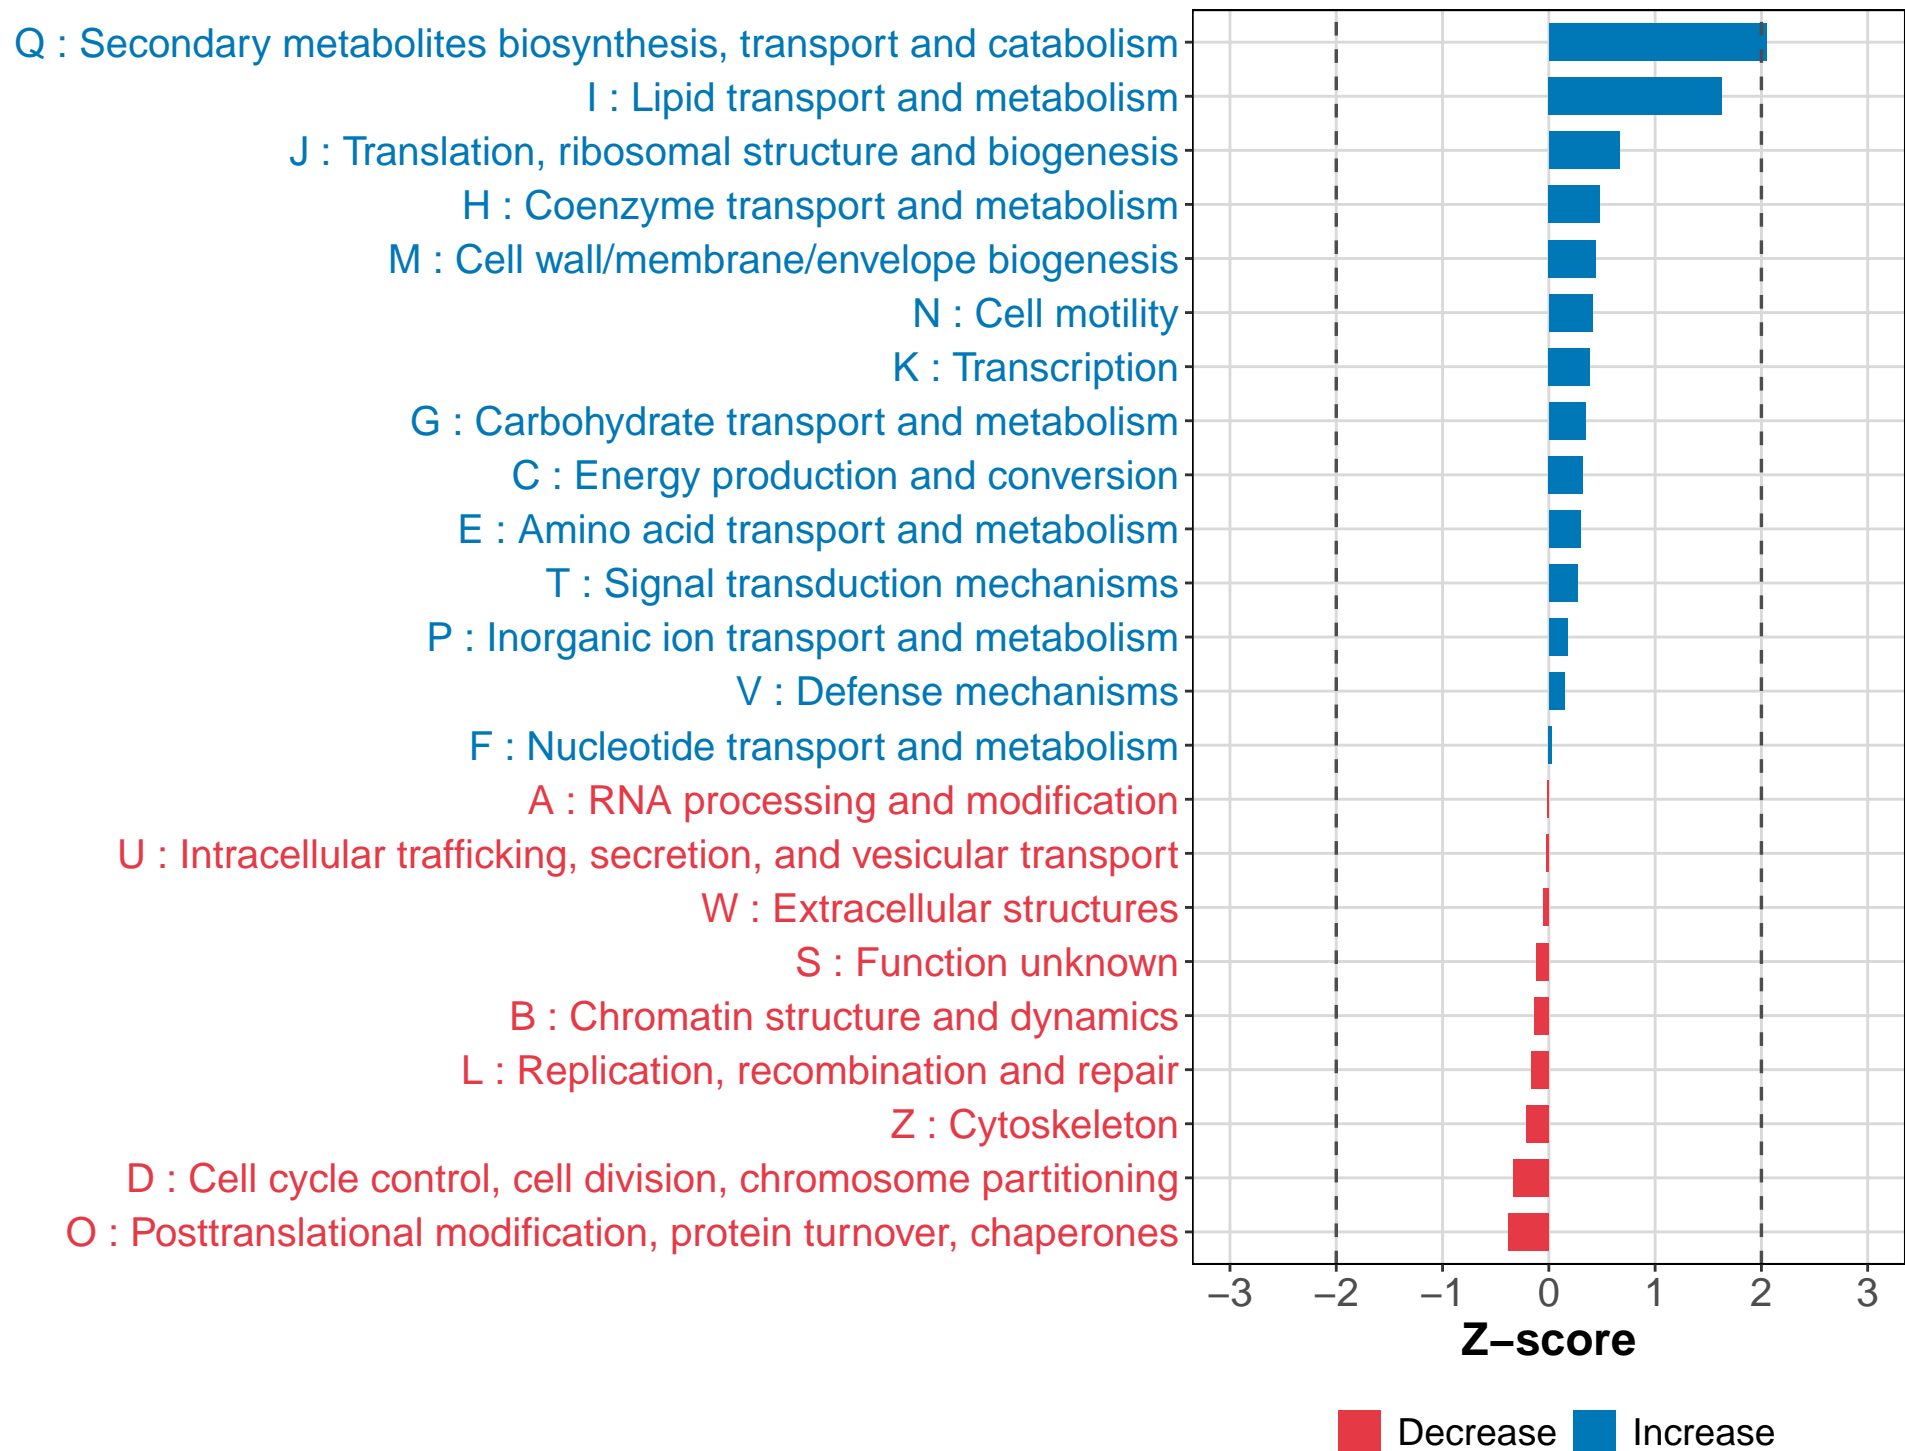 Q : Secondary metabolites biosynthesis, transport and catabolism
I : Lipid transport and metabolism
J : Translation, ribosomal structure and biogenesis
H : Coenzyme transport and metabolism
M : Cell wall/membrane/envelope biogenesis
N : Cell motility
K : Transcription
G : Carbohydrate transport and metabolism
C : Energy production and conversion
E : Amino acid transport and metabolism
T : Signal transduction mechanisms
P : Inorganic ion transport and metabolism
V : Defense mechanisms
F : Nucleotide transport and metabolism
A : RNA processing and modification
U : Intracellular trafficking, secretion, and vesicular transport
W : Extracellular structures
S : Function unknown
B : Chromatin structure and dynamics
L : Replication, recombination and repair
Z : Cytoskeleton
D : Cell cycle control, cell division, chromosome partitioning
O : Posttranslational modification, protein turnover, chaperones
−3 −2 −1 0 1 2 3
Z−score
Decrease Increase